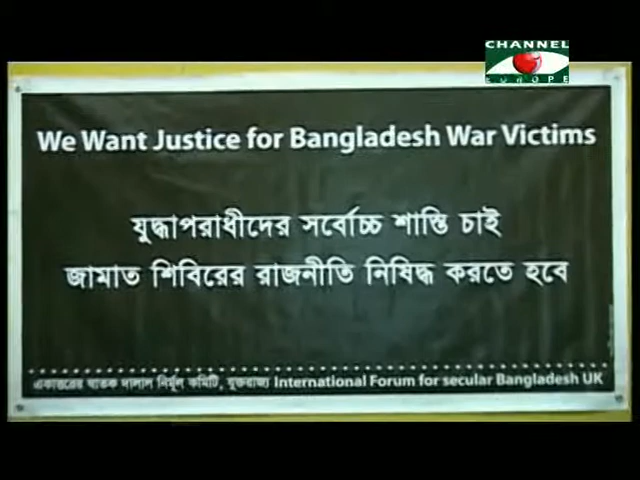 CHANNEL
EUROPE
We Want Justice for Bangladesh War Victims
যুদ্ধাপরাধীদের সর্বোচ্চ শাস্তি চাই
জামাত শিবিরের রাজনীতি নিষিদ্ধ করতে হবে
একাত্তরের ঘাতক দালাল নির্মূল কমিটি, যুক্তরাজ্য International Forum for secular Bangladesh UK